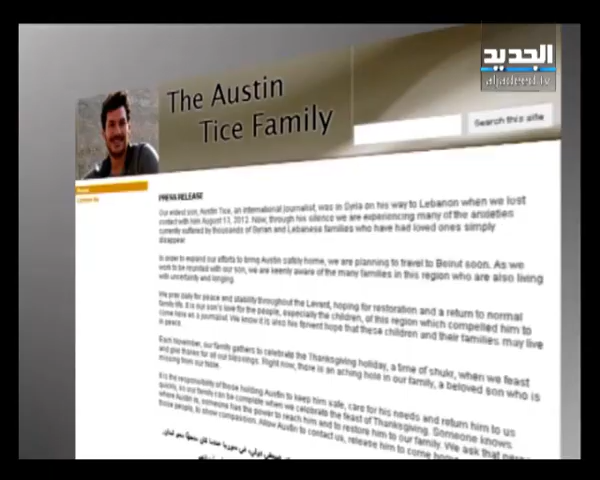 الجديد
aljadeed.tv
The Austin
Tice Family
Search this site
PRESS RELEASE
Our eldest son, Austin Tice, an international journalist, was in Syria on his way to Lebanon when we lost
contact with him August 13, 2012. Now, through his silence we are experiencing many of the anxieties
currently suffered by thousands of Syrian and Lebanese families who have had loved ones simply
disappear.
In order to expand our efforts to bring Austin safely home, we are planning to travel to Beirut soon. As we
work to be reunited with our son, we are keenly aware of the many families in this region who are also living
with uncertainty and longing.
We pray daily for peace and stability throughout the Levant, hoping for restoration and a return to normal
family life. It is our son's love for the people, especially the children, of this region which compelled him to
come here as a journalist. We know it is also his fervent hope that these children and their families may live
in peace.
Each November, our family gathers to celebrate the Thanksgiving holiday, a time of shukr, when we feast
and give thanks for all our blessings. Right now, there is an aching hole in our family, a beloved son who is
missing from our table.
It is the responsibility of those holding Austin to keep him safe, care for his needs and return him to us
quickly, so our family can be complete when we celebrate the feast of Thanksgiving. Someone knows
where Austin is, someone has the power to reach him and to restore him to our family. We ask that
those people, to show compassion. Allow Austin to contact us, release him to come home